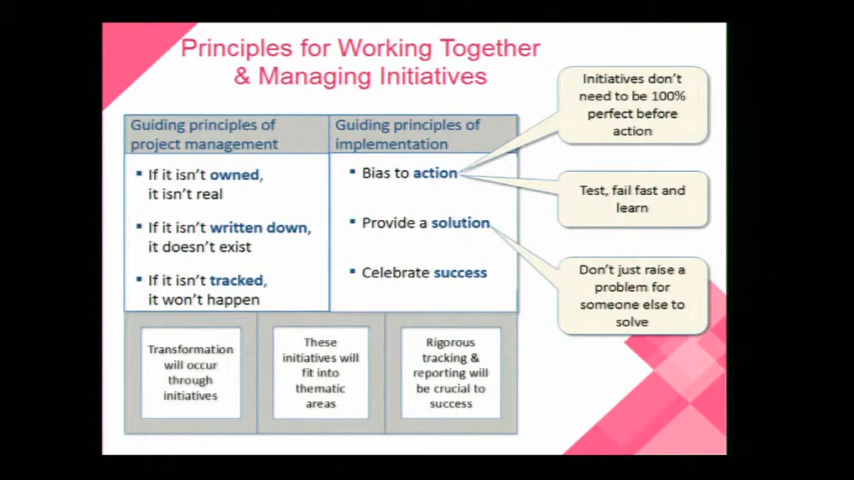 Principles for Working Together
& Managing Initiatives
Guiding principles of
project management
▪ If it isn't owned,
it isn't real
▪ If it isn't written down,
it doesn't exist
▪ If it isn't tracked,
it won't happen
Guiding principles of
implementation
▪ Bias to action
▪ Provide a solution
▪ Celebrate success
Initiatives don't
need to be 100%
perfect before
action
Test, fail fast and
learn
Don't just raise a
problem for
someone else to
solve
Transformation
will occur
through
initiatives
These
initiatives will
fit into
thematic
areas
Rigorous
tracking &
reporting will
be crucial to
success